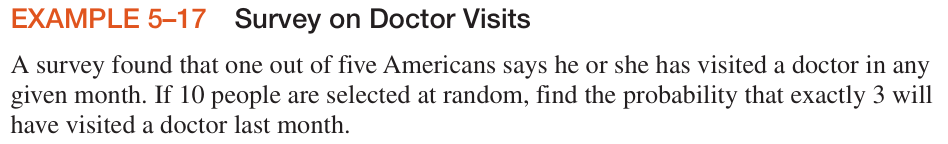 EXAMPLE 5–17 Survey on Doctor Visits
A survey found that one out of five Americans says he or she has visited a doctor in any
given month. If 10 people are selected at random, find the probability that exactly 3 will
have visited a doctor last month.